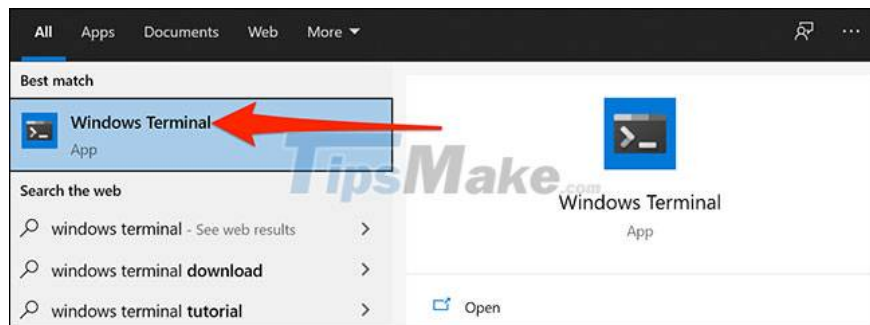 All Apps Documents Web More
Best match
Windows Terminal
App
Search the web
windows terminal - See web results
windows terminal download
windows terminal tutorial
TipsMake.com
Windows Terminal
App
Open